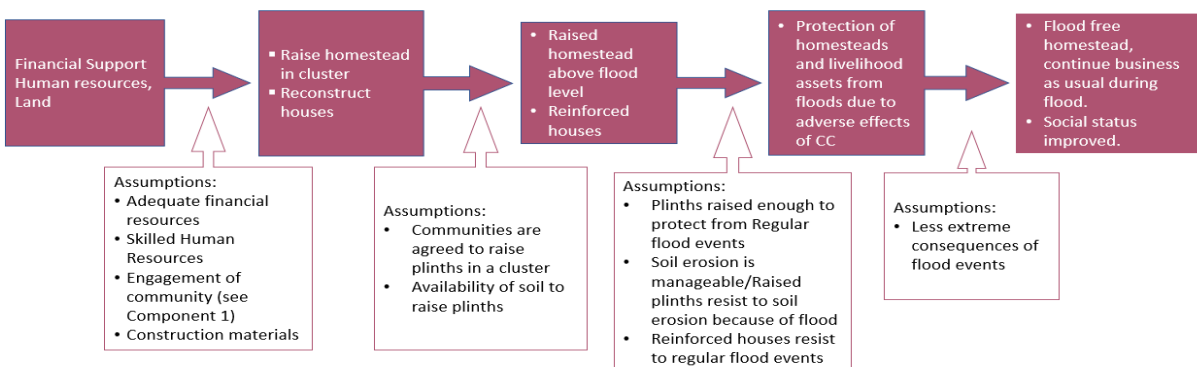 Financial Support
Human resources,
Land
▪ Raise homestead
in cluster
▪ Reconstruct
houses
• Raised
homestead
above flood
level
• Reinforced
houses
• Protection of
homesteads
and livelihood
assets from
floods due to
adverse effects
of CC
• Flood free
homestead,
continue business
as usual during
flood.
• Social status
improved.
Assumptions:
• Adequate financial
resources
• Skilled Human
Resources
• Engagement of
community (see
Component 1)
• Construction materials
Assumptions:
• Communities are
agreed to raise
plinths in a cluster
• Availability of soil to
raise plinths
Assumptions:
• Plinths raised enough to
protect from Regular
flood events
• Soil erosion is
manageable/Raised
plinths resist to soil
erosion because of flood
• Reinforced houses resist
to regular flood events
Assumptions:
• Less extreme
consequences of
flood events